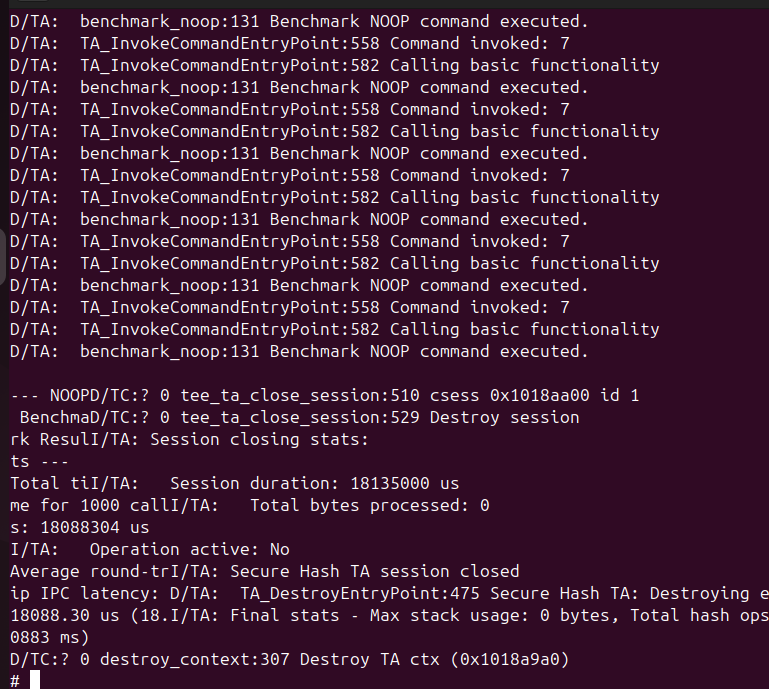 D/TA:  benchmark_noop:131 Benchmark NOOP command executed.
D/TA:  TA_InvokeCommandEntryPoint:558 Command invoked: 7
D/TA:  TA_InvokeCommandEntryPoint:582 Calling basic functionality
D/TA:  benchmark_noop:131 Benchmark NOOP command executed.
D/TA:  TA_InvokeCommandEntryPoint:558 Command invoked: 7
D/TA:  TA_InvokeCommandEntryPoint:582 Calling basic functionality
D/TA:  benchmark_noop:131 Benchmark NOOP command executed.
D/TA:  TA_InvokeCommandEntryPoint:558 Command invoked: 7
D/TA:  TA_InvokeCommandEntryPoint:582 Calling basic functionality
D/TA:  benchmark_noop:131 Benchmark NOOP command executed.
D/TA:  TA_InvokeCommandEntryPoint:558 Command invoked: 7
D/TA:  TA_InvokeCommandEntryPoint:582 Calling basic functionality
D/TA:  benchmark_noop:131 Benchmark NOOP command executed.
D/TA:  TA_InvokeCommandEntryPoint:558 Command invoked: 7
D/TA:  TA_InvokeCommandEntryPoint:582 Calling basic functionality
D/TA:  benchmark_noop:131 Benchmark NOOP command executed.

--- NOOPD/TC:? 0 tee_ta_close_session:510 csess 0x1018aa00 id 1
 BenchmaD/TC:? 0 tee_ta_close_session:529 Destroy session
rk ResulI/TA: Session closing stats:
ts ---
Total tiI/TA:   Session duration: 18135000 us
me for 1000 callI/TA:   Total bytes processed: 0
s: 18088304 us
I/TA:   Operation active: No
Average round-trI/TA: Secure Hash TA session closed
ip IPC latency: D/TA:  TA_DestroyEntryPoint:475 Secure Hash TA: Destroying e
18088.30 us (18.I/TA: Final stats - Max stack usage: 0 bytes, Total hash ops
0883 ms)
D/TC:? 0 destroy_context:307 Destroy TA ctx (0x1018a9a0)
#